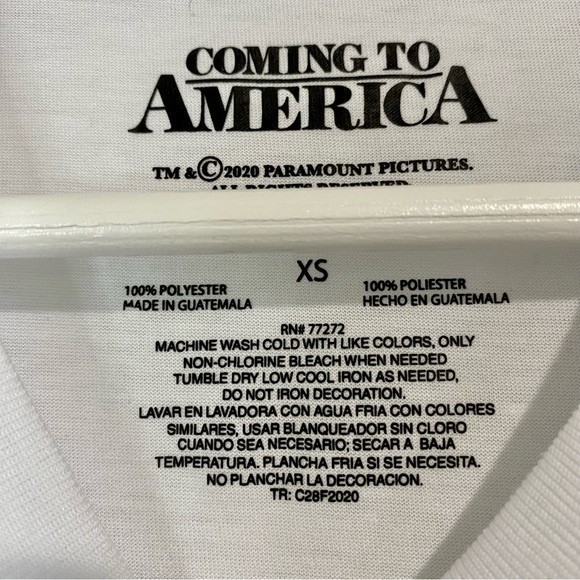 COMING TO
AMERICA
TM & © 2020 PARAMOUNT PICTURES.
ALL RIGHTS RESERVED.
XS
100% POLYESTER
MADE IN GUATEMALA
100% POLIESTER
HECHO EN GUATEMALA
RN# 77272
MACHINE WASH COLD WITH LIKE COLORS, ONLY
NON-CHLORINE BLEACH WHEN NEEDED
TUMBLE DRY LOW COOL IRON AS NEEDED,
DO NOT IRON DECORATION.
LAVAR EN LAVADORA CON AGUA FRIA CON COLORES
SIMILARES, USAR BLANQUEADOR SIN CLORO
CUANDO SEA NECESARIO; SECAR A BAJA
TEMPERATURA. PLANCHA FRIA SI SE NECESITA.
NO PLANCHAR LA DECORACION.
TR: C28F2020